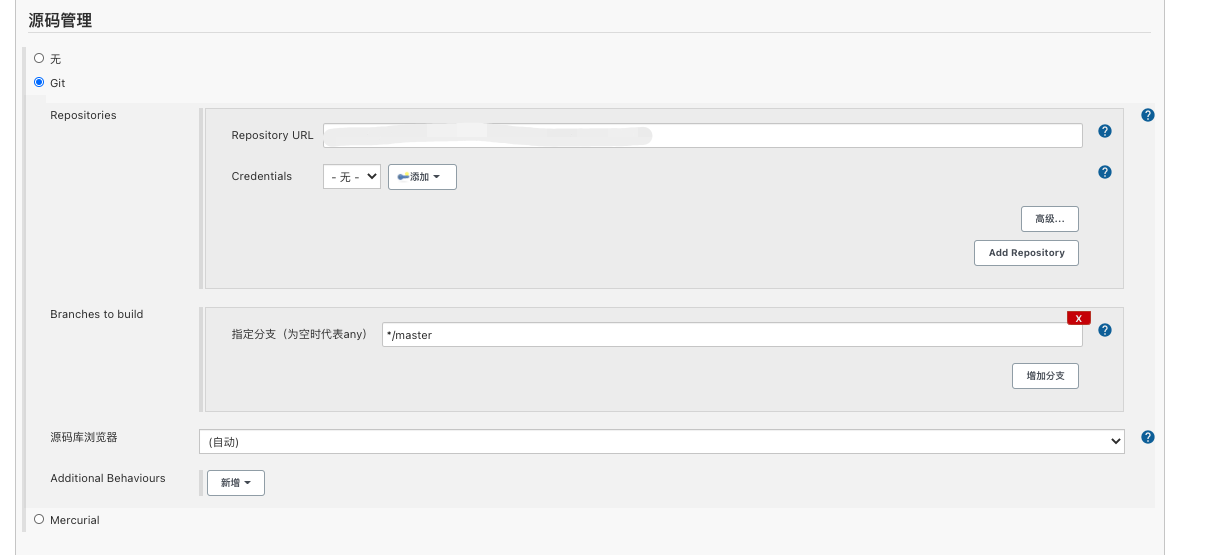 源码管理
无
Git
Repositories
Repository URL
Credentials
- 无 -
添加
高级...
Add Repository
Branches to build
X
指定分支（为空时代表any）
*/master
增加分支
源码库浏览器
(自动)
Additional Behaviours
新增
Mercurial